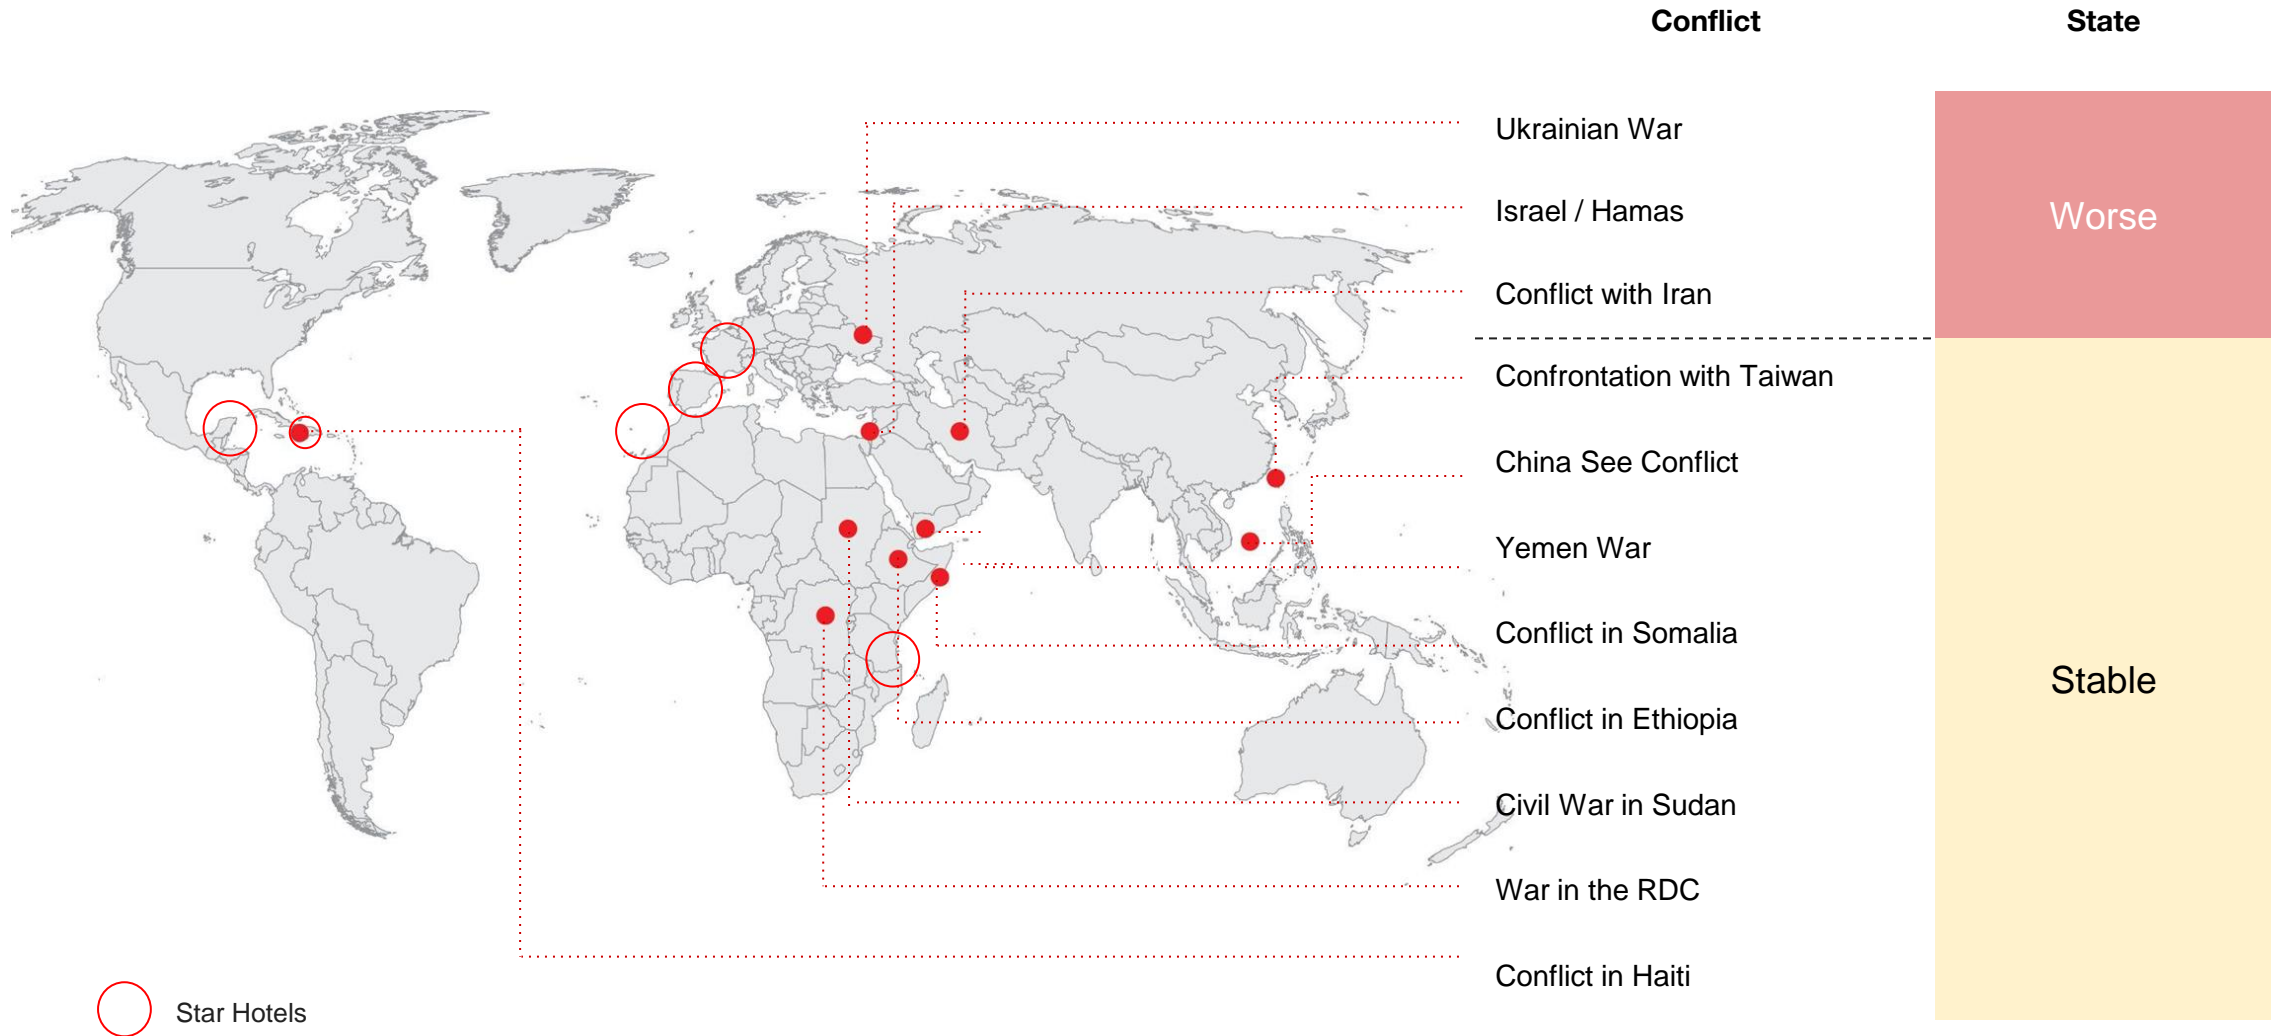 Conflict State
Ukrainian War
Israel / Hamas
Worse
Conflict with Iran
Confrontation with Taiwan
China See Conflict
Yemen War
Conflict in Somalia
Stable
Conflict in Ethiopia
Civil War in Sudan
War in the RDC
Conflict in Haiti
Star Hotels